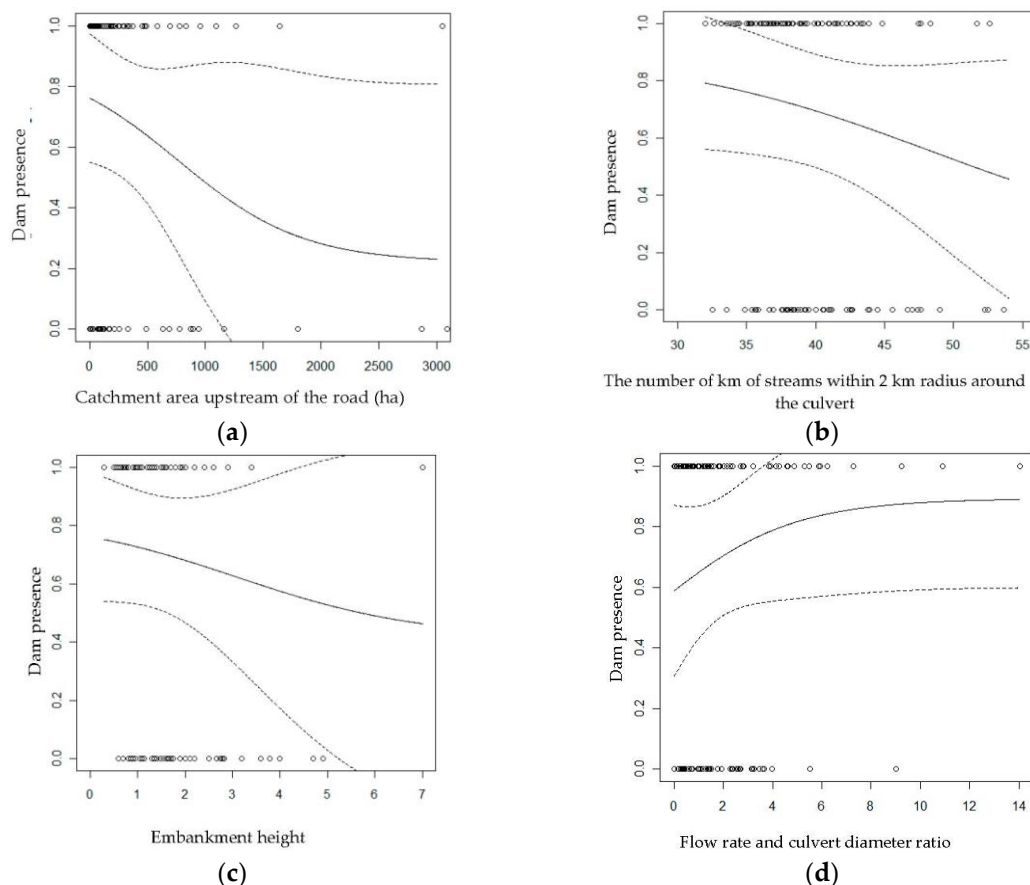 1.0
0.8
0.6
0.4
0.2
0.0
Dam presence
0 500 1000 1500 2000 2500 3000
Catchment area upstream of the road (ha)
(a)
1.0
0.8
0.6
0.4
0.2
0.0
Dam presence
30 35 40 45 50 55
The number of km of streams within 2 km radius around
the culvert
(b)
1.0
0.8
0.6
0.4
0.2
0.0
Dam presence
0 1 2 3 4 5 6 7
Embankment height
(c)
1.0
0.8
0.6
0.4
0.2
0.0
Dam presence
0 2 4 6 8 10 12 14
Flow rate and culvert diameter ratio
(d)